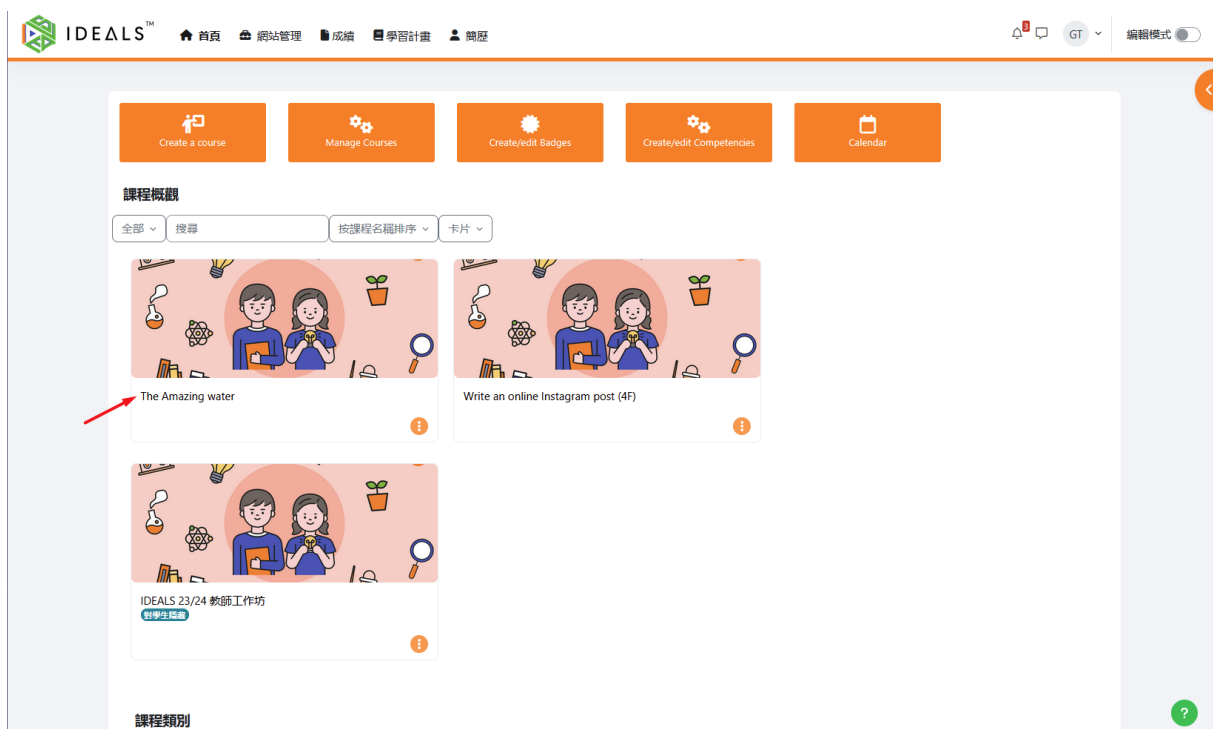 IDEALS™ 首頁 網站管理 成績 學習計畫 簡歷 3 GT 編輯模式
Create a course Manage Courses Create/edit Badges Create/edit Competencies Calendar
課程概觀
全部 搜尋 按課程名稱排序 卡片
The Amazing water Write an online Instagram post (4F)
IDEALS 23/24 教師工作坊
對學生隱藏
課程類別
?